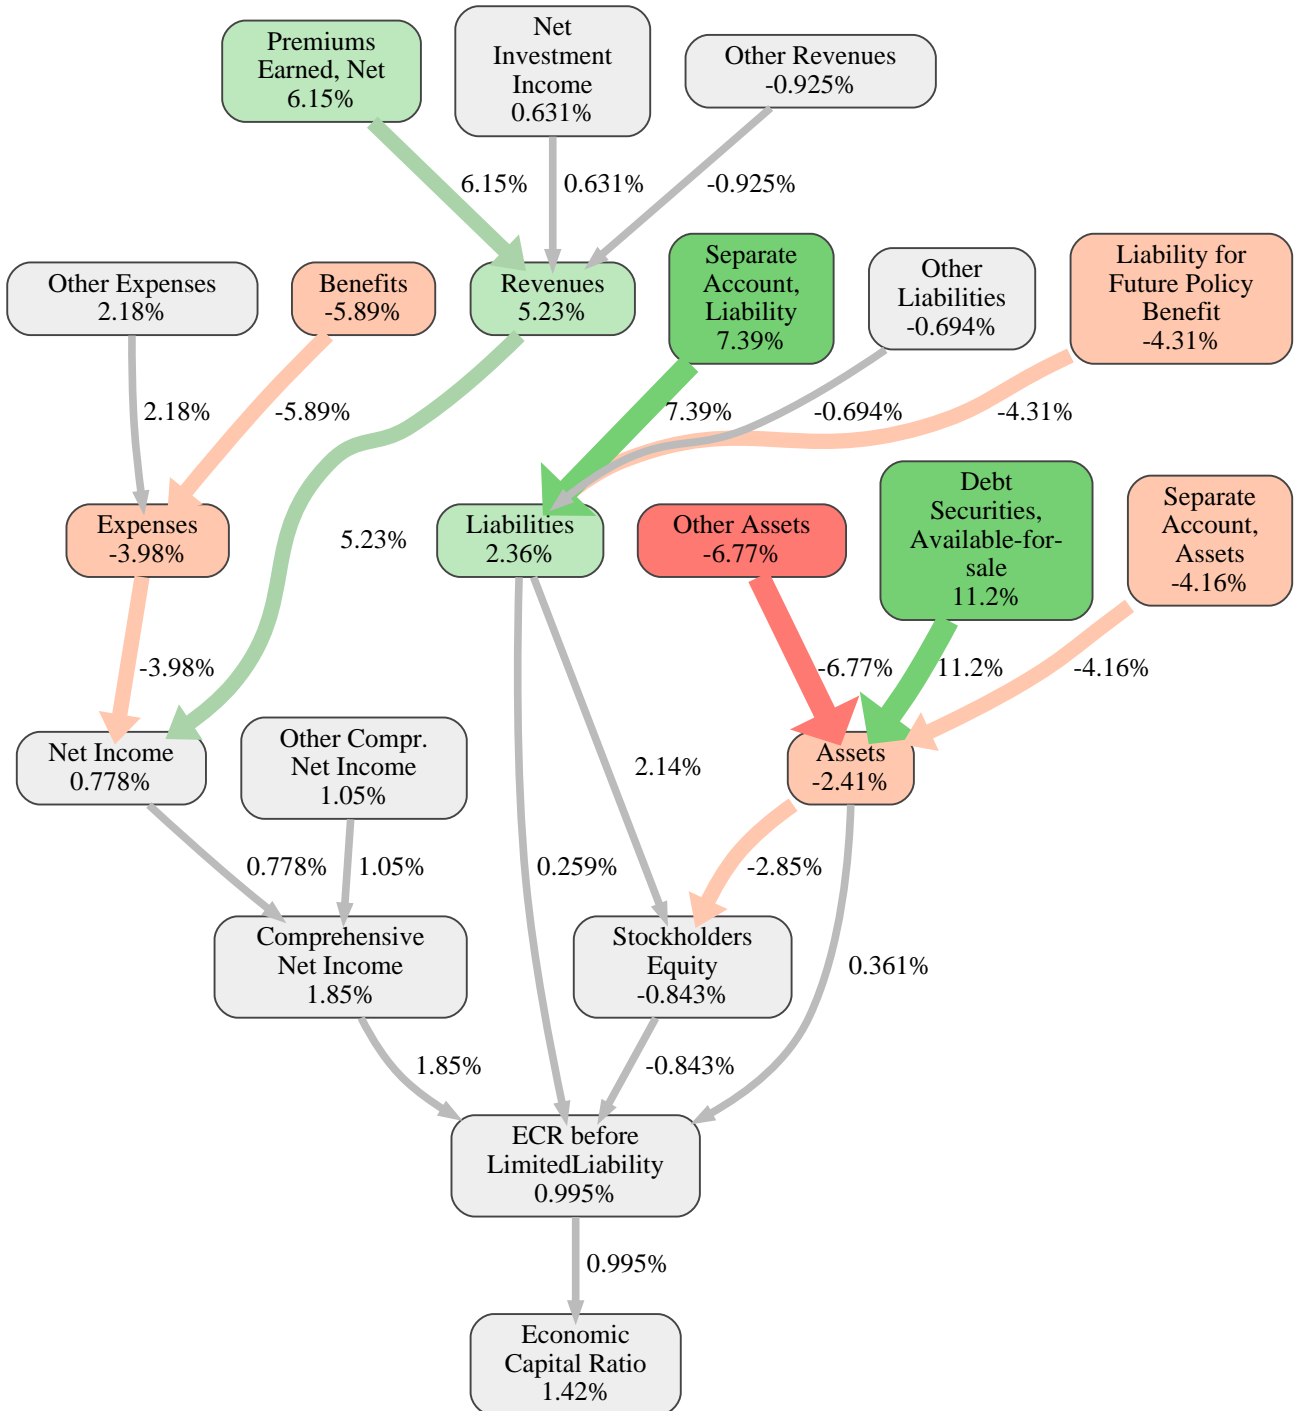 Premiums
Earned, Net
6.15%
Net
Investment
Income
0.631%
Other Revenues
-0.925%
6.15%
0.631%
-0.925%
Other Expenses
2.18%
Benefits
-5.89%
Revenues
5.23%
Separate
Account,
Liability
7.39%
Other
Liabilities
-0.694%
Liability for
Future Policy
Benefit
-4.31%
2.18%
-5.89%
7.39%
-0.694%
-4.31%
Expenses
-3.98%
5.23%
Liabilities
2.36%
Other Assets
-6.77%
Debt
Securities,
Available-for-
sale
11.2%
Separate
Account,
Assets
-4.16%
-3.98%
-6.77%
11.2%
-4.16%
Net Income
0.778%
Other Compr.
Net Income
1.05%
2.14%
Assets
-2.41%
0.778%
1.05%
0.259%
-2.85%
Comprehensive
Net Income
1.85%
Stockholders
Equity
-0.843%
0.361%
1.85%
-0.843%
ECR before
LimitedLiability
0.995%
0.995%
Economic
Capital Ratio
1.42%